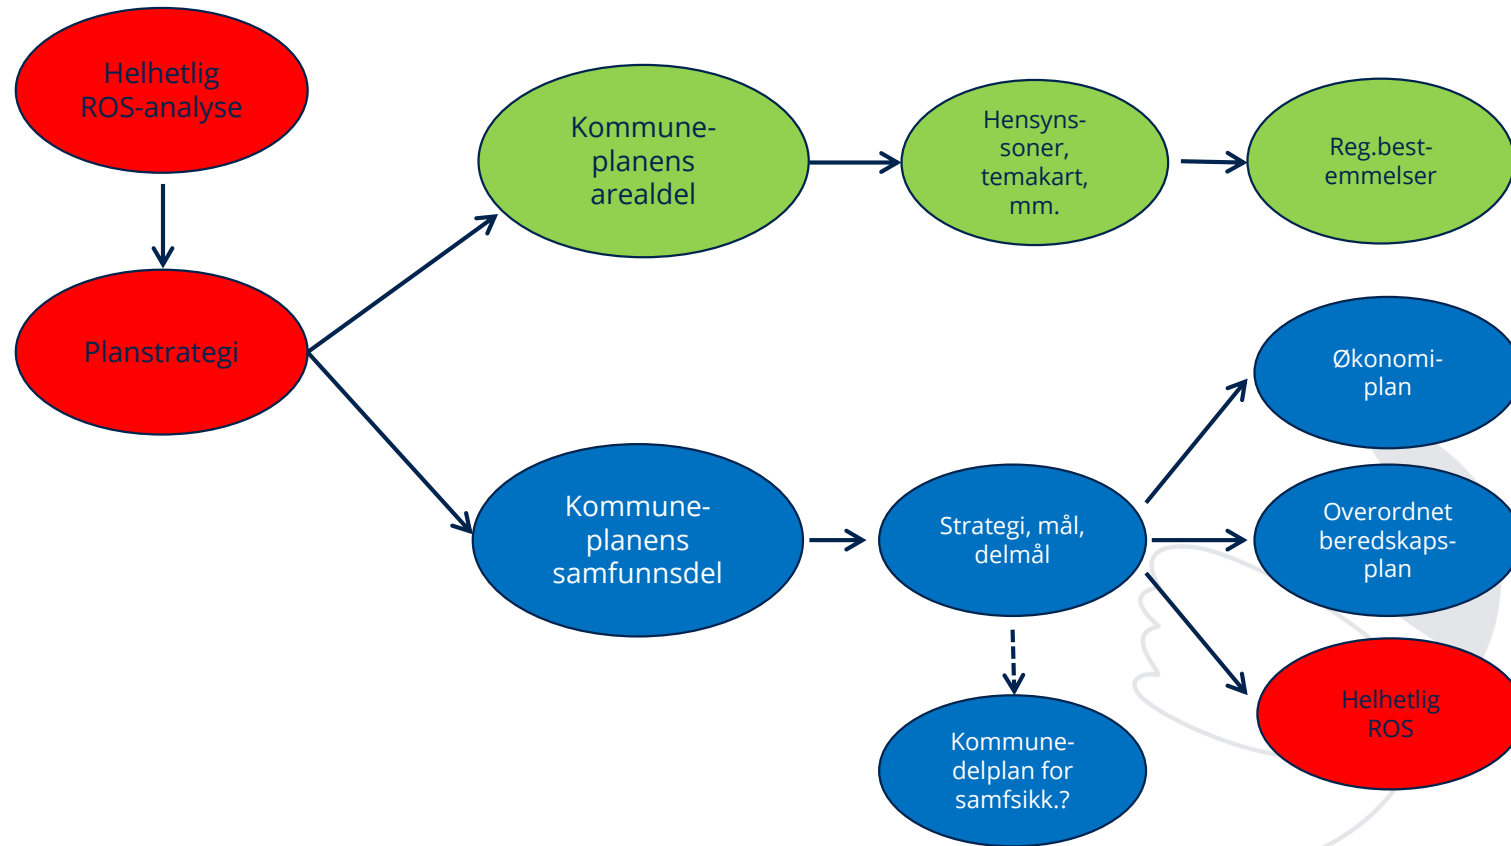 Helhetlig
ROS-analyse
Planstrategi
Kommune-
planens
arealdel
Hensyns-
soner,
temakart,
mm.
Reg.best-
emmelser
Kommune-
planens
samfunnsdel
Strategi, mål,
delmål
Kommune-
delplan for
samfsikk.?
Økonomi-
plan
Overordnet
beredskaps-
plan
Helhetlig
ROS